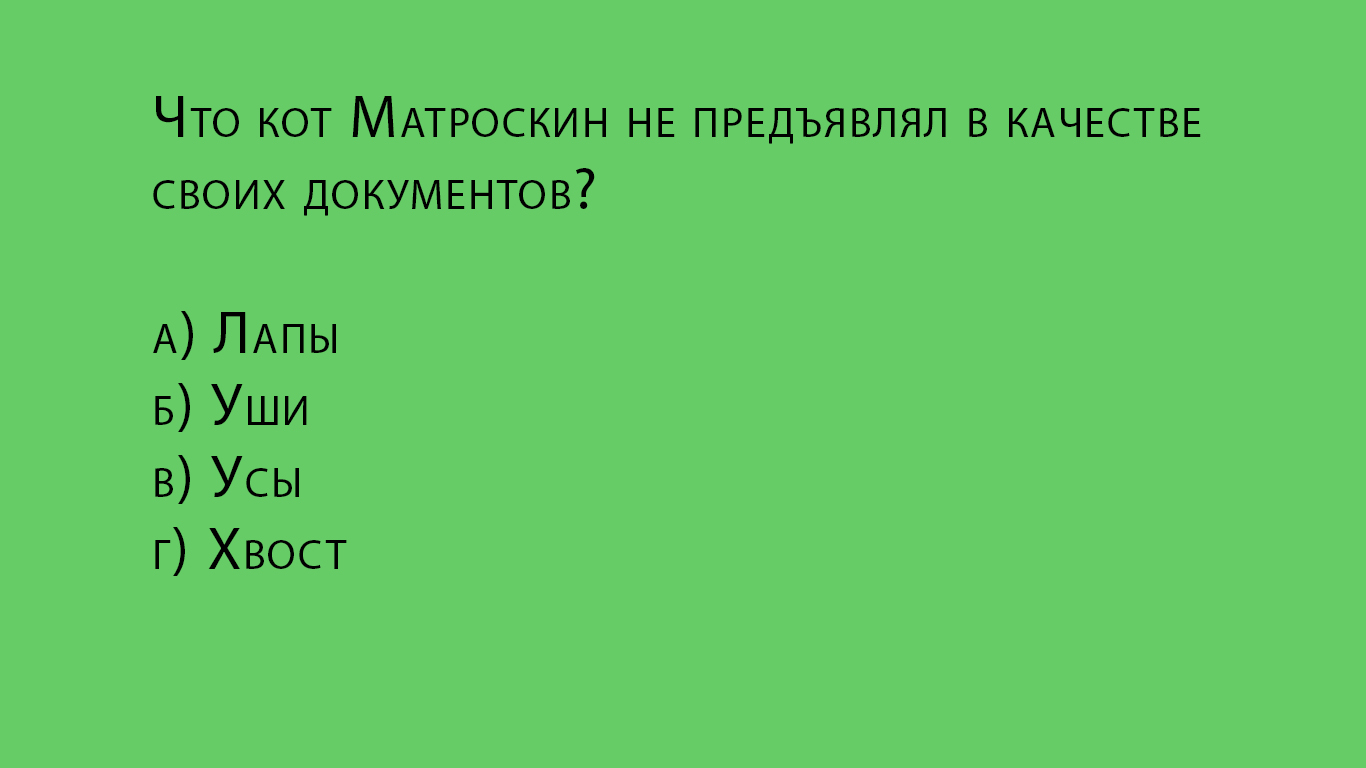 Что кот Матроскин не предъявлял в качестве
своих документов?
а) Лапы
б) Уши
в) Усы
г) Хвост